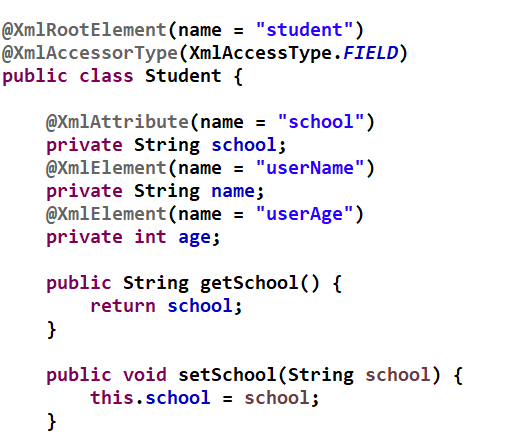 @XmlRootElement(name = "student")
@XmlAccessorType(XmlAccessType.FIELD)
public class Student {
@XmlAttribute(name = "school")
private String school;
@XmlElement(name = "userName")
private String name;
@XmlElement(name = "userAge")
private int age;
public String getSchool() {
return school;
}
public void setSchool(String school) {
this.school = school;
}